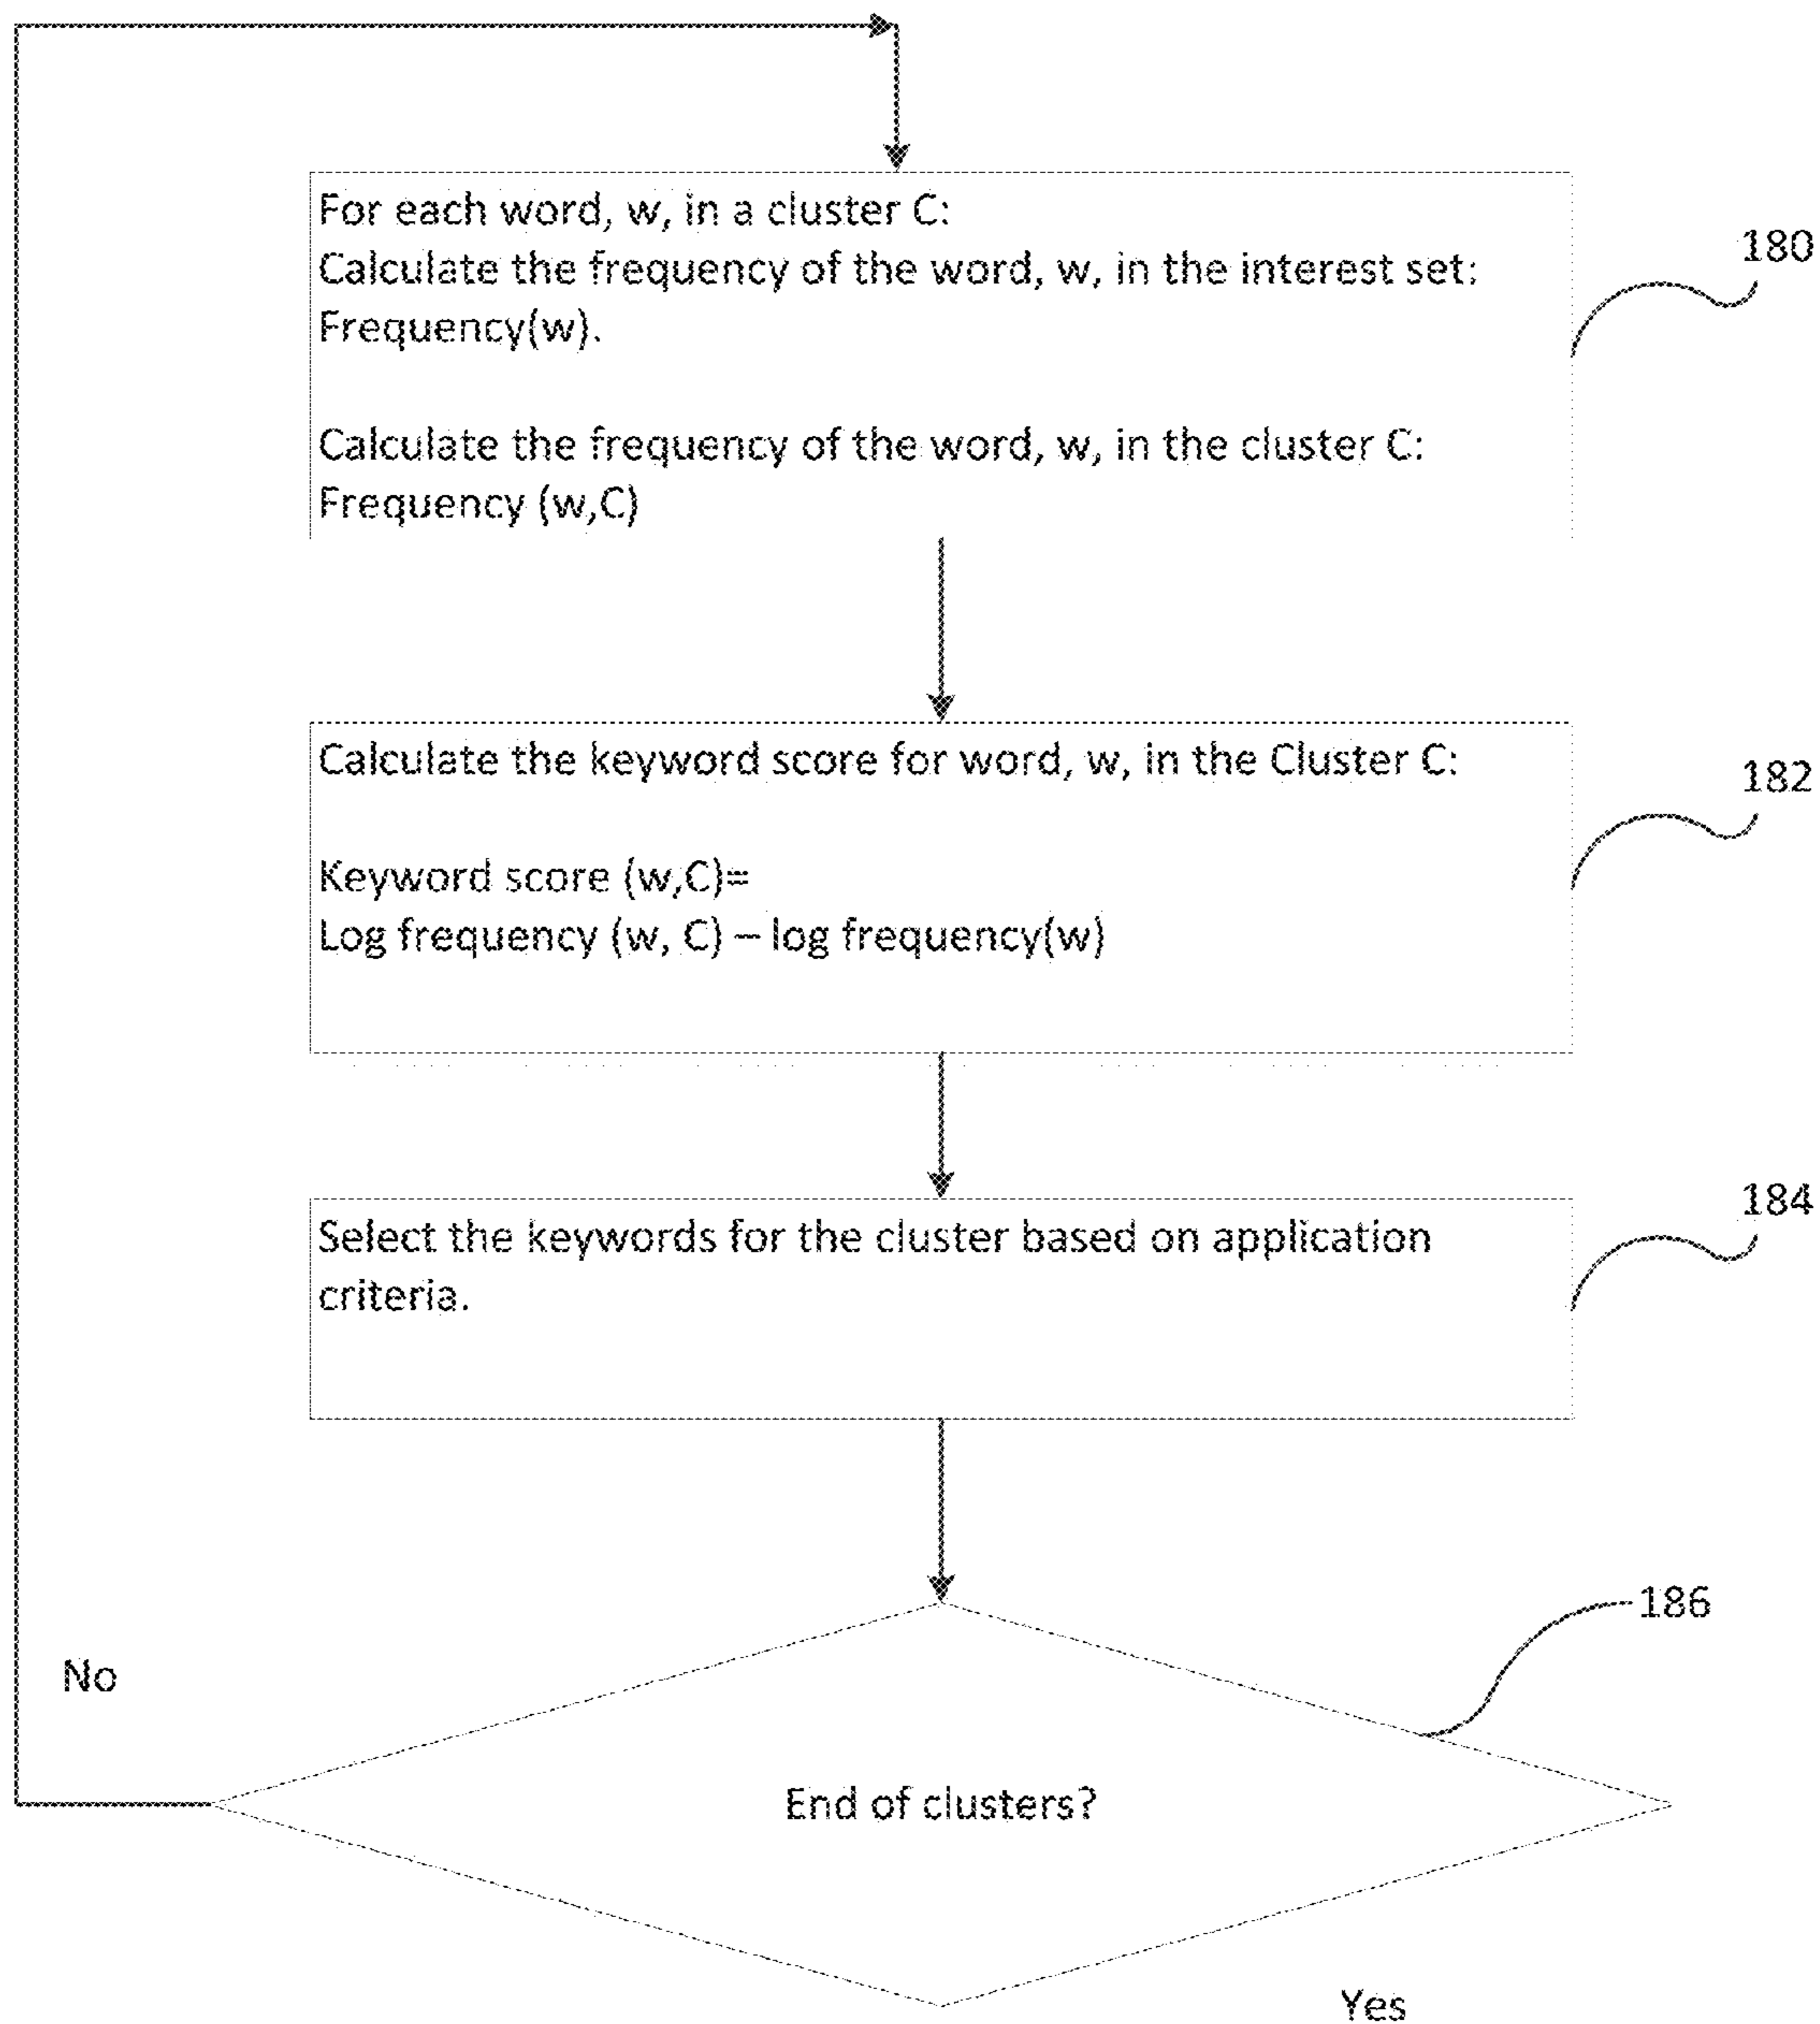 For each word, w, in a cluster C:
Calculate the frequency of the word, w, in the interest set:
Frequency(w).
180
Calculate the frequency of the word, w, in the cluster C:
Frequency (w,C)
Calculate the keyword score for word, w, in the Cluster C:
182
Keyword score (w,C)=
Log frequency (w, C) – log frequency(w)
184
Select the keywords for the cluster based on application
criteria.
186
No
End of clusters?
Yes